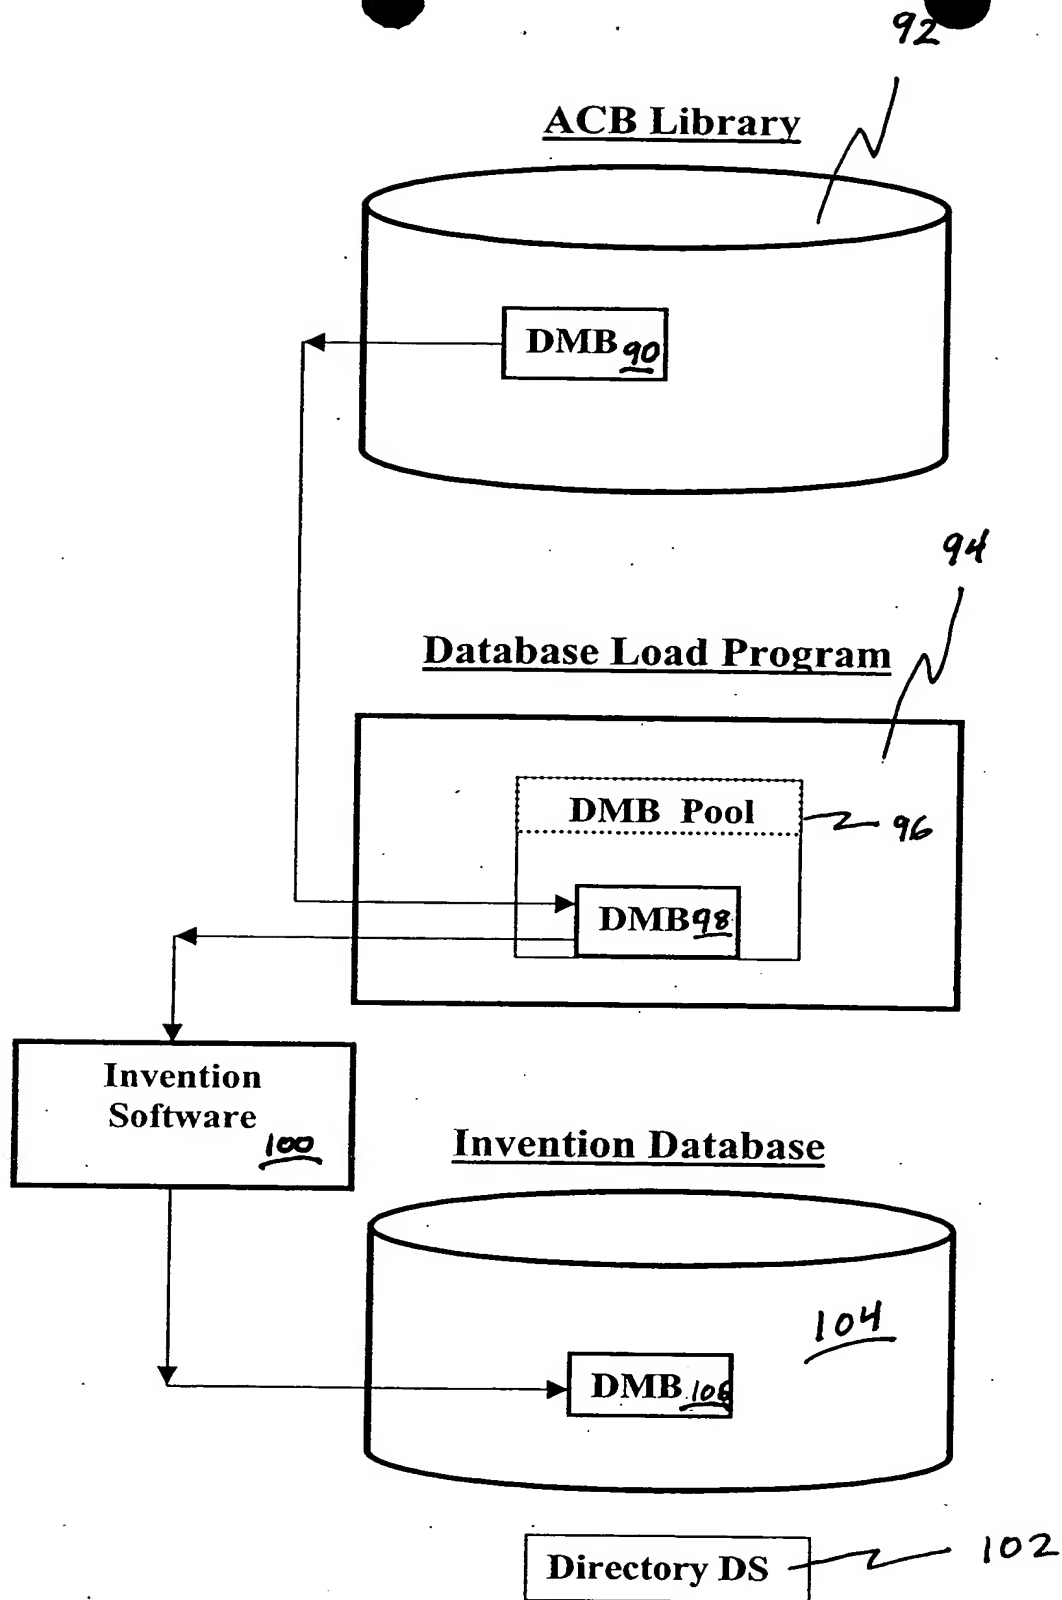 92
ACB Library
DMB 90
94
Database Load Program
DMB Pool
96
DMB 98
Invention
Software
100
Invention Database
104
DMB 106
Directory DS
102